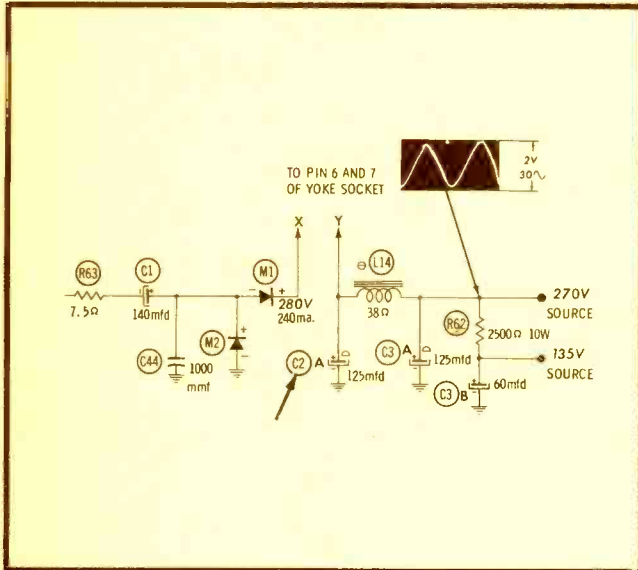 2V
30∿
TO PIN 6 AND 7
OF YOKE SOCKET
X
Y
R63
C1
M1
L14
7.5Ω
140mfd
280V
240ma.
38Ω
270V
SOURCE
R62
2500Ω 10W
M2
C44
1000
mmf
C2 A
125mfd
C3 A
125mfd
135V
SOURCE
C3 B
60mfd